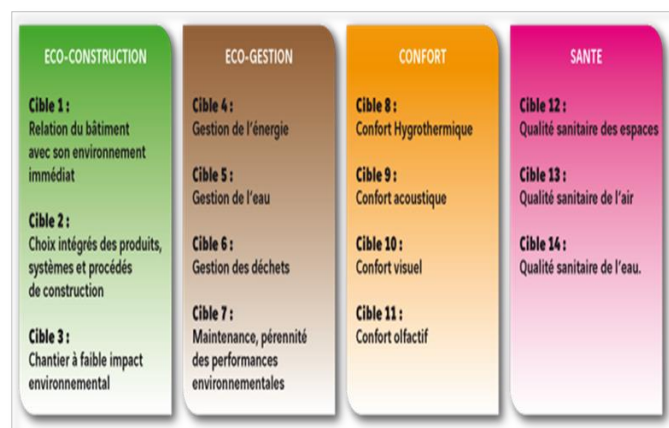 ECO-CONSTRUCTION
Cible 1 :
Relation du bâtiment
avec son environnement
immédiat
Cible 2 :
Choix intégrés des produits,
systèmes et procédés
de construction
Cible 3 :
Chantier à faible impact
environnemental
ECO-GESTION
Cible 4 :
Gestion de l'énergie
Cible 5 :
Gestion de l'eau
Cible 6 :
Gestion des déchets
Cible 7 :
Maintenance, pérennité
des performances
environnementales
CONFORT
Cible 8 :
Confort Hygrothermique
Cible 9 :
Confort acoustique
Cible 10 :
Confort visuel
Cible 11 :
Confort olfactif
SANTE
Cible 12 :
Qualité sanitaire des espaces
Cible 13 :
Qualité sanitaire de l'air
Cible 14 :
Qualité sanitaire de l'eau.